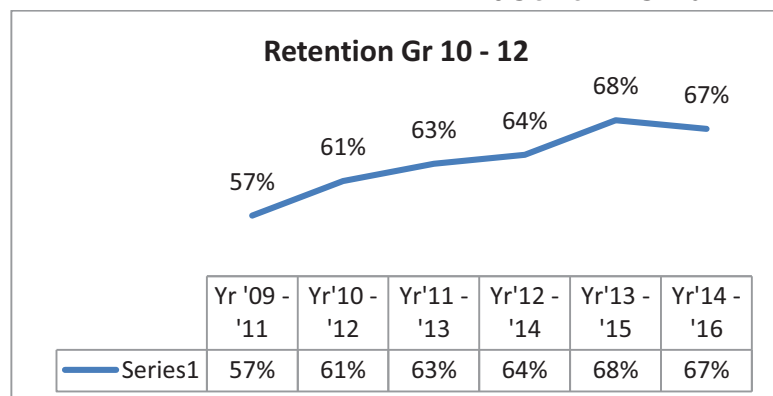 Retention Gr 10 - 12
57%
61%
63%
64%
68%
67%
Yr '09 - '11
Yr'10 - '12
Yr'11 - '13
Yr'12 - '14
Yr'13 - '15
Yr'14 - '16
Series1 57% 61% 63% 64% 68% 67%